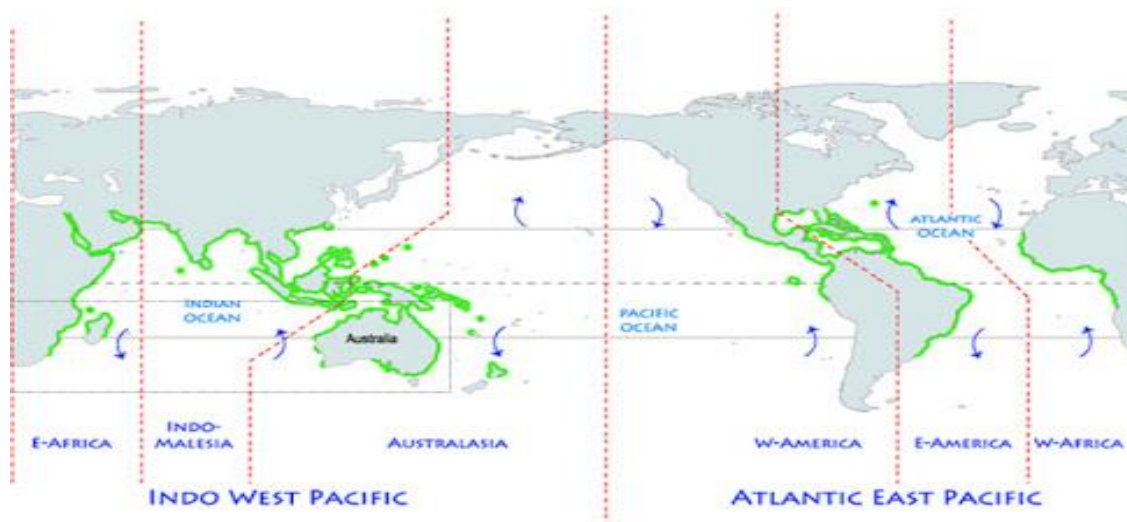 ATLANTIC
OCEAN
INDIAN
OCEAN
PACIFIC
OCEAN
Australia
E-AFRICA
INDO-
MALESIA
AUSTRALASIA
W-AMERICA
E-AMERICA
W-AFRICA
INDO WEST PACIFIC
ATLANTIC EAST PACIFIC